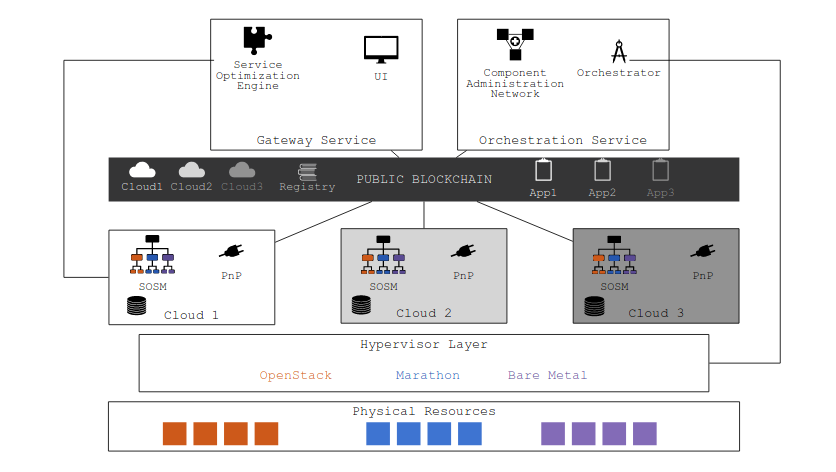 Service
Optimization
Engine
UI
Gateway Service
Component
Administration
Network
Orchestrator
Orchestration Service
Cloud1
Cloud2
Cloud3
Registry
PUBLIC BLOCKCHAIN
App1
App2
App3
SOSM
PnP
Cloud 1
SOSM
PnP
Cloud 2
SOSM
PnP
Cloud 3
Hypervisor Layer
OpenStack
Marathon
Bare Metal
Physical Resources